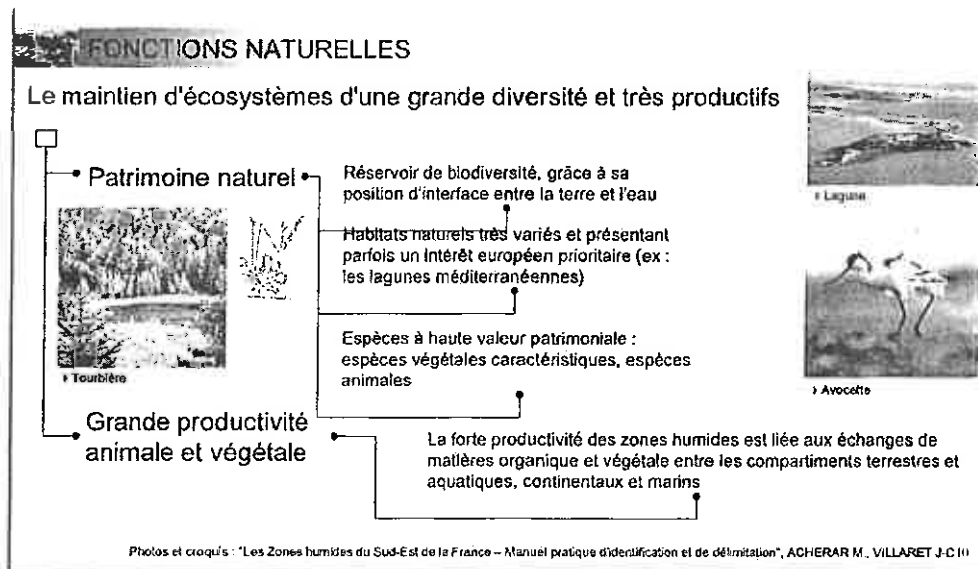 FONCTIONS NATURELLES
Le maintien d'écosystèmes d'une grande diversité et très productifs
Patrimoine naturel
Réservoir de biodiversité, grâce à sa
position d'interface entre la terre et l'eau
Habitats naturels très variés et présentant
parfois un intérêt européen prioritaire (ex :
les lagunes méditerranéennes)
Espèces à haute valeur patrimoniale :
espèces végétales caractéristiques, espèces
animales
Tourbière
Lagune
Avocette
Grande productivité
animale et végétale
La forte productivité des zones humides est liée aux échanges de
matières organique et végétale entre les compartiments terrestres et
aquatiques, continentaux et marins
Photos et croquis : "Les Zones humides du Sud-Est de la France – Manuel pratique d'identification et de délimitation", ACHERAR M., VILLARET J-C